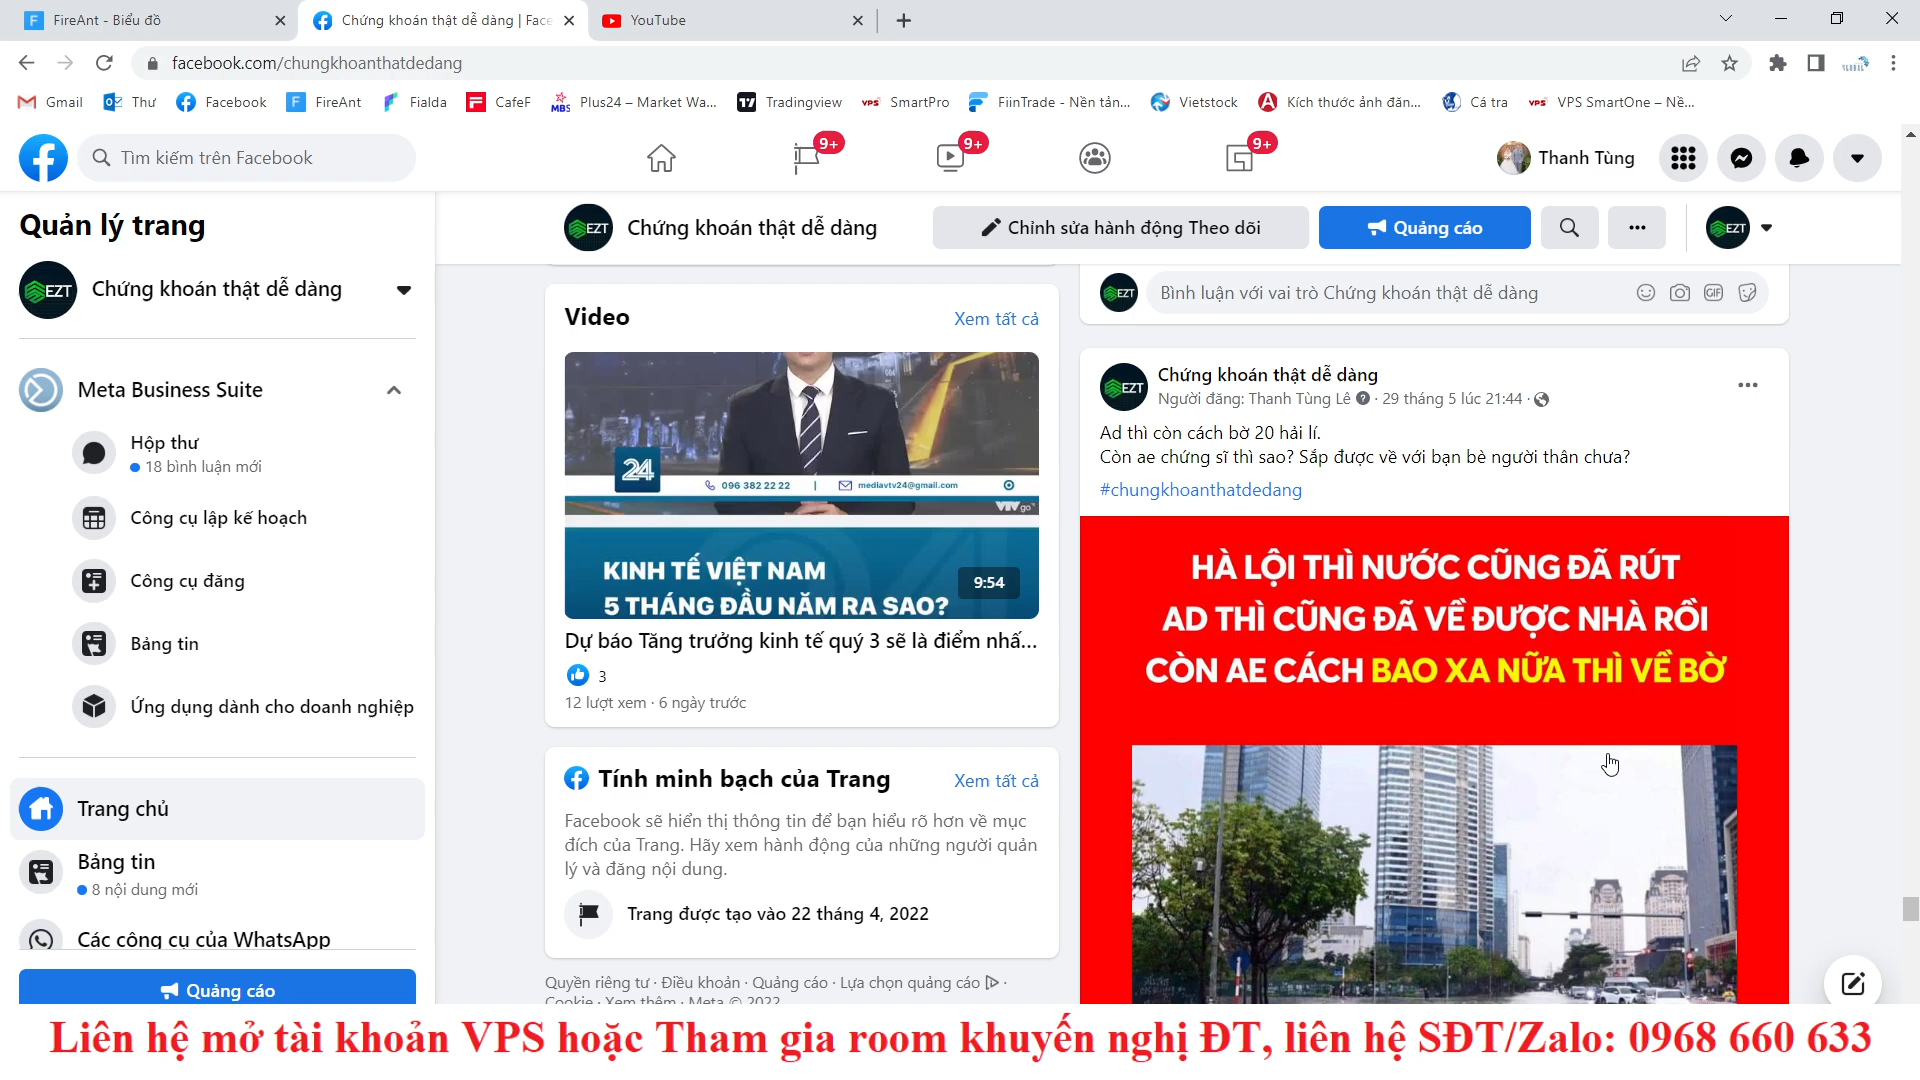 FireAnt - Biểu đồ
Chứng khoán thật dễ dàng | Face
YouTube
facebook.com/chungkhoanthatdedang
Gmail
Thư
Facebook
FireAnt
Fialda
CafeF
MBS
Plus24 – Market Wa...
Tradingview
VPS
SmartPro
FiinTrade - Nền tản...
Vietstock
Kích thước ảnh đăn...
Cá tra
VPS
VPS SmartOne – Nề...
Tìm kiếm trên Facebook
9+
9+
9+
Thanh Tùng
Quản lý trang
EZT
Chứng khoán thật dễ dàng
Chỉnh sửa hành động Theo dõi
Quảng cáo
EZT
EZT
Chứng khoán thật dễ dàng
Meta Business Suite
Hộp thư
18 bình luận mới
Công cụ lập kế hoạch
Công cụ đăng
Bảng tin
Ứng dụng dành cho doanh nghiệp
Trang chủ
Bảng tin
8 nội dung mới
Các công cụ của WhatsApp
Quảng cáo
Video
Xem tất cả
24
096 382 22 22
|
mediavtv24@gmail.com
VTVgo
KINH TẾ VIỆT NAM
5 THÁNG ĐẦU NĂM RA SAO?
9:54
Dự báo Tăng trưởng kinh tế quý 3 sẽ là điểm nhấ...
3
12 lượt xem · 6 ngày trước
Tính minh bạch của Trang
Xem tất cả
Facebook sẽ hiển thị thông tin để bạn hiểu rõ hơn về mục
đích của Trang. Hãy xem hành động của những người quản
lý và đăng nội dung.
Trang được tạo vào 22 tháng 4, 2022
Quyền riêng tư · Điều khoản · Quảng cáo · Lựa chọn quảng cáo ·
Cookie · Xem thêm · Meta © 2022
EZT
Bình luận với vai trò Chứng khoán thật dễ dàng
GIF
EZT
Chứng khoán thật dễ dàng
Người đăng: Thanh Tùng Lê · 29 tháng 5 lúc 21:44 ·
Ad thì còn cách bờ 20 hải lí.
Còn ae chứng sĩ thì sao? Sắp được về với bạn bè người thân chưa?
#chungkhoanthatdedang
HÀ LỘI THÌ NƯỚC CŨNG ĐÃ RÚT
AD THÌ CŨNG ĐÃ VỀ ĐƯỢC NHÀ RỒI
CÒN AE CÁCH BAO XA NỮA THÌ VỀ BỜ
Liên hệ mở tài khoản VPS hoặc Tham gia room khuyến nghị ĐT, liên hệ SĐT/Zalo: 0968 660 633